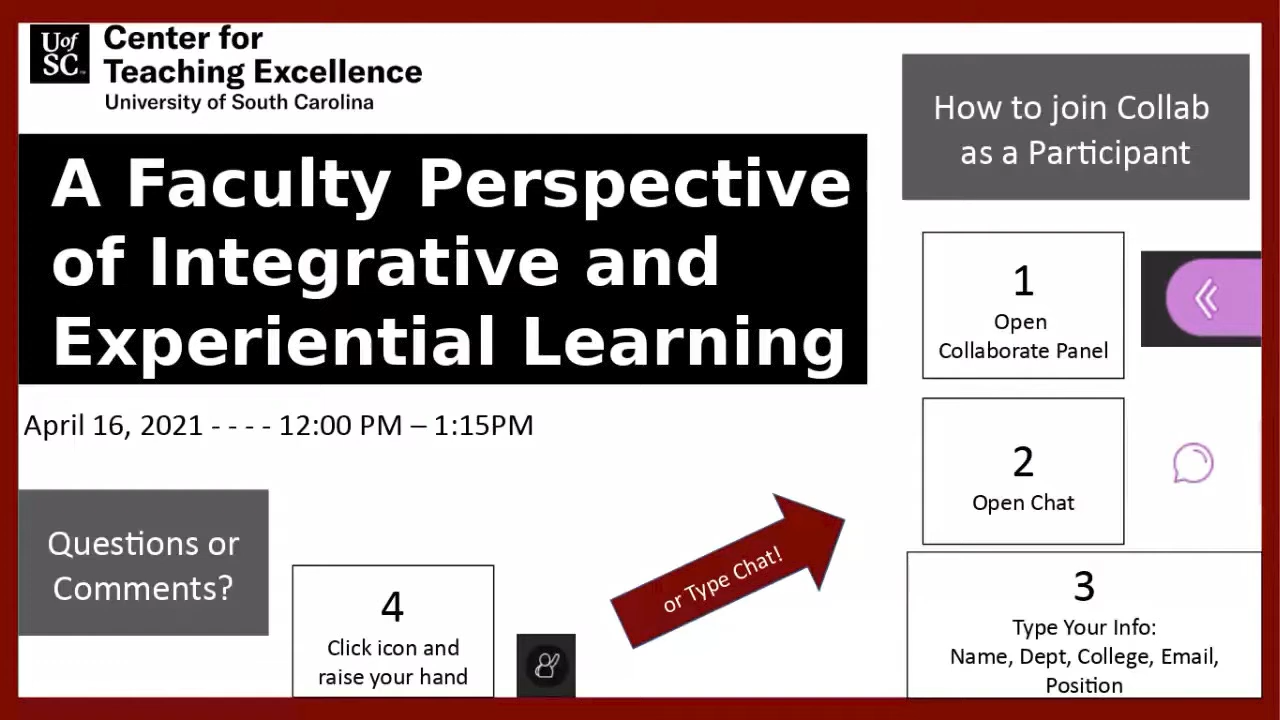 UofSC
Center for
Teaching Excellence
University of South Carolina
A Faculty Perspective
of Integrative and
Experiential Learning
April 16, 2021 - - - - 12:00 PM – 1:15PM
How to join Collab
as a Participant
1
Open
Collaborate Panel
2
Open Chat
3
Type Your Info:
Name, Dept, College, Email,
Position
Questions or
Comments?
4
Click icon and
raise your hand
or Type Chat!